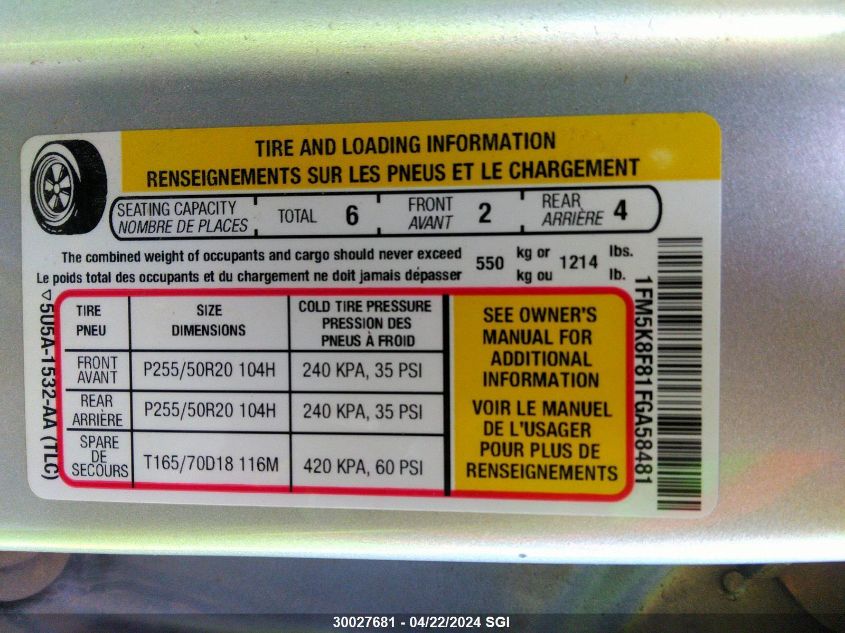 TIRE AND LOADING INFORMATION
RENSEIGNEMENTS SUR LES PNEUS ET LE CHARGEMENT
SEATING CAPACITY
NOMBRE DE PLACES
TOTAL 6
FRONT
AVANT 2
REAR
ARRIÈRE 4
The combined weight of occupants and cargo should never exceed 550 kg or 1214 lbs.
Le poids total des occupants et du chargement ne doit jamais dépasser kg ou lb.
TIRE
PNEU
SIZE
DIMENSIONS
COLD TIRE PRESSURE
PRESSION DES
PNEUS À FROID
FRONT
AVANT
P255/50R20 104H
240 KPA, 35 PSI
REAR
ARRIÈRE
P255/50R20 104H
240 KPA, 35 PSI
SPARE
DE
SECOURS
T165/70D18 116M
420 KPA, 60 PSI
SEE OWNER'S
MANUAL FOR
ADDITIONAL
INFORMATION
VOIR LE MANUEL
DE L'USAGER
POUR PLUS DE
RENSEIGNEMENTS
5U5A-1532-AA (TLC)
1FM5K8F81FGA58481
30027681 - 04/22/2024 SGI